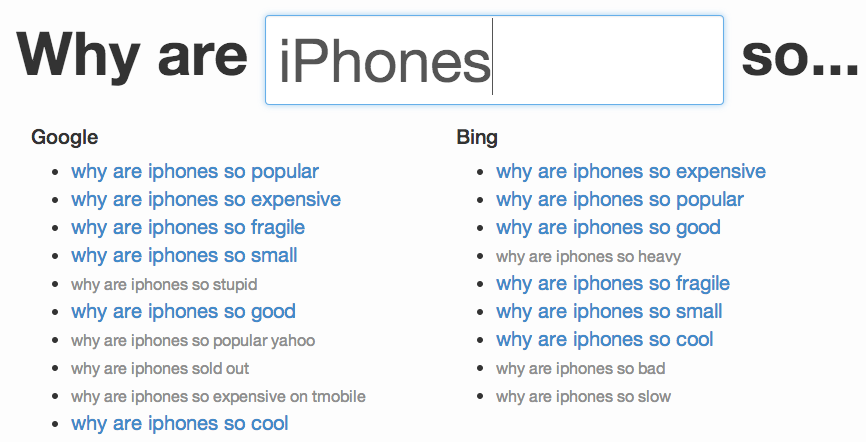 Why are iPhones so...
Google
why are iphones so popular
why are iphones so expensive
why are iphones so fragile
why are iphones so small
why are iphones so stupid
why are iphones so good
why are iphones so popular yahoo
why are iphones sold out
why are iphones so expensive on tmobile
why are iphones so cool
Bing
why are iphones so expensive
why are iphones so popular
why are iphones so good
why are iphones so heavy
why are iphones so fragile
why are iphones so small
why are iphones so cool
why are iphones so bad
why are iphones so slow